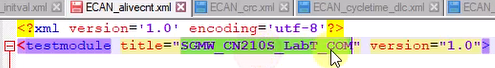 _initval.xml ECAN_alivecnt.xml ECAN_crc.xml ECAN_cycletime_dlc.xml
<?xml version='1.0' encoding='utf-8'?>
<testmodule title="SGMW_CN210S_LabT_COM" version="1.0">